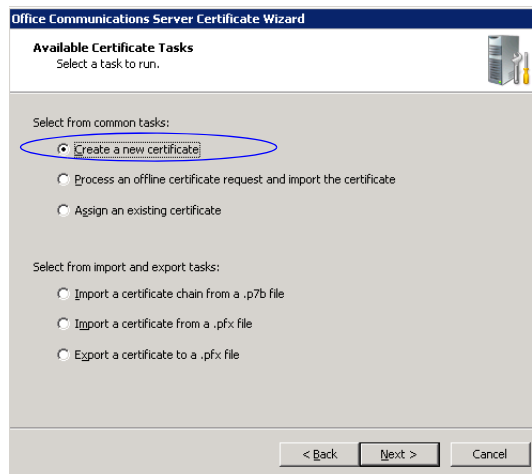 Office Communications Server Certificate Wizard
Available Certificate Tasks
Select a task to run.
Select from common tasks:
Create a new certificate
Process an offline certificate request and import the certificate
Assign an existing certificate
Select from import and export tasks:
Import a certificate chain from a .p7b file
Import a certificate from a .pfx file
Export a certificate to a .pfx file
< Back Next > Cancel